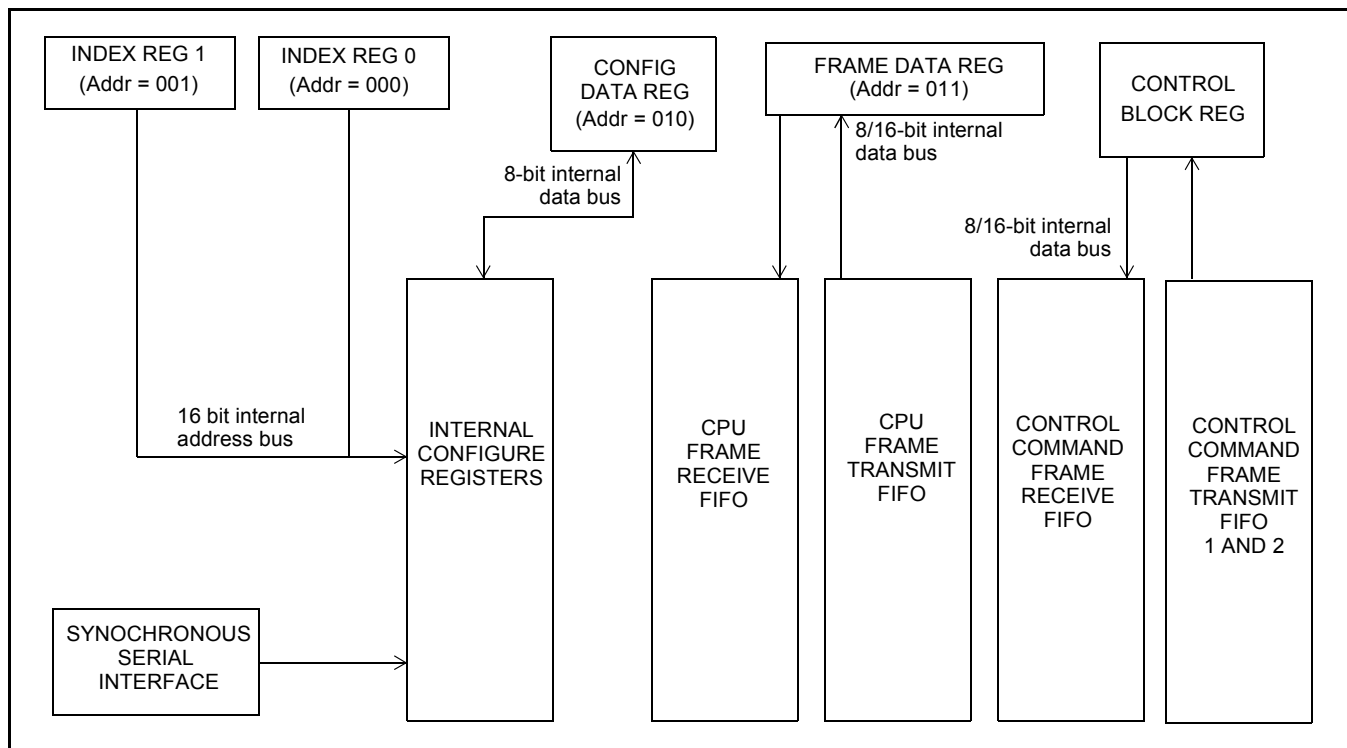 INDEX REG 1
(Addr = 001)
INDEX REG 0
(Addr = 000)
CONFIG
DATA REG
(Addr = 010)
FRAME DATA REG
(Addr = 011)
CONTROL
BLOCK REG
8-bit internal
data bus
8/16-bit internal
data bus
8/16-bit internal
data bus
16 bit internal
address bus
INTERNAL
CONFIGURE
REGISTERS
CPU
FRAME
RECEIVE
FIFO
CPU
FRAME
TRANSMIT
FIFO
CONTROL
COMMAND
FRAME
RECEIVE
FIFO
CONTROL
COMMAND
FRAME
TRANSMIT
FIFO
1 AND 2
SYNOCHRONOUS
SERIAL
INTERFACE